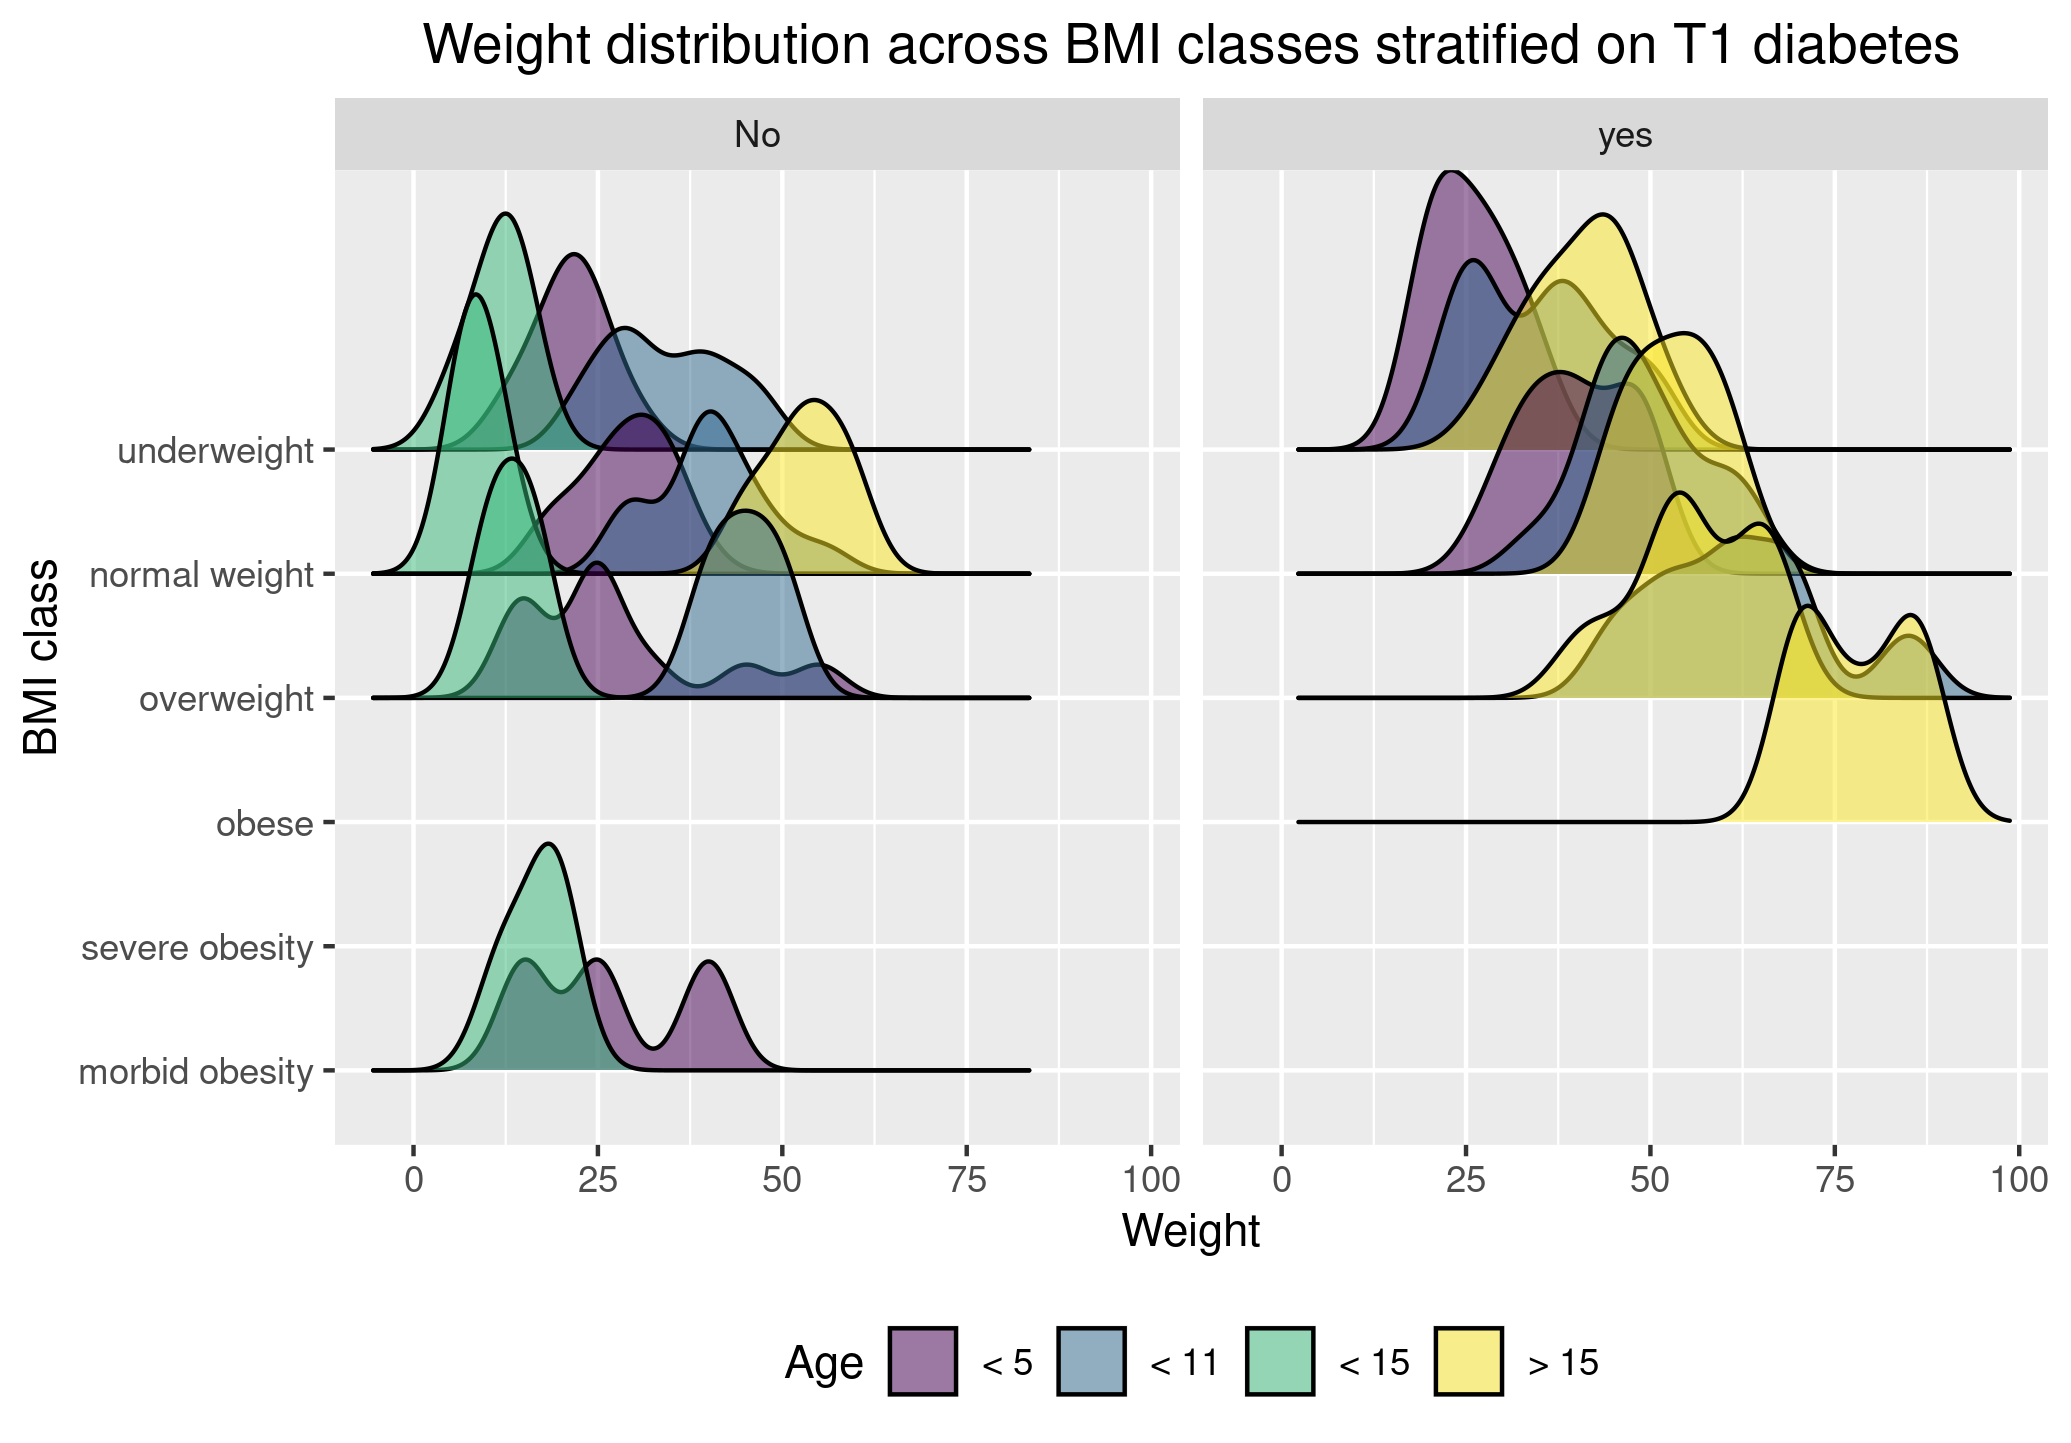 Weight distribution across BMI classes stratified on T1 diabetes
No
yes
BMI class
underweight
normal weight
overweight
obese
severe obesity
morbid obesity
0 25 50 75 100
0 25 50 75 100
Weight
Age < 5 < 11 < 15 > 15